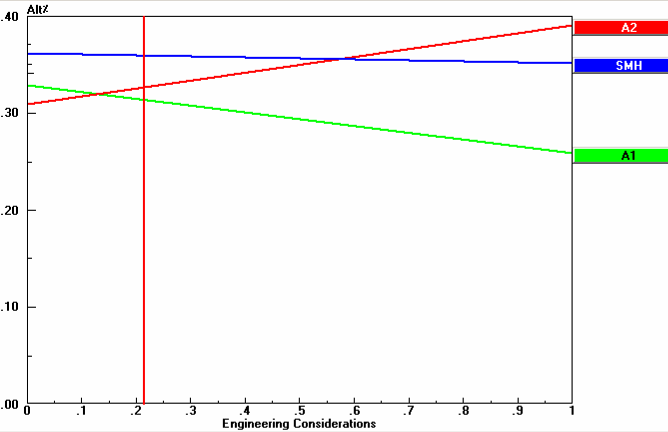 Alt%
.40
A2
SMH
.30
A1
.20
.10
.00
0 .1 .2 .3 .4 .5 .6 .7 .8 .9 1
Engineering Considerations